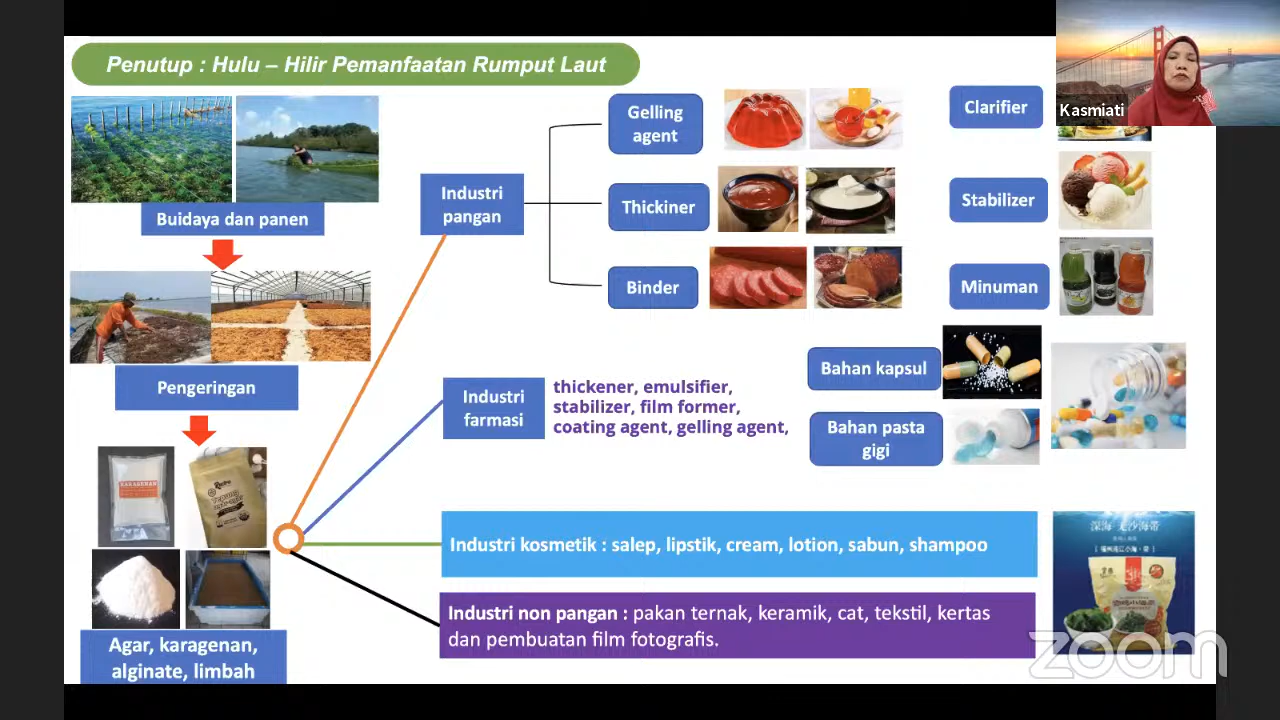 Penutup : Hulu – Hilir Pemanfaatan Rumput Laut
Kasmiati
Buidaya dan panen
Pengeringan
KARAGENAN
Agar, karagenan,
alginate, limbah
Industri
pangan
Gelling
agent
Thickiner
Binder
Clarifier
Stabilizer
Minuman
Industri
farmasi
thickener, emulsifier,
stabilizer, film former,
coating agent, gelling agent,
Bahan kapsul
Bahan pasta
gigi
Industri kosmetik : salep, lipstik, cream, lotion, sabun, shampoo
Industri non pangan : pakan ternak, keramik, cat, tekstil, kertas
dan pembuatan film fotografis.
zoom